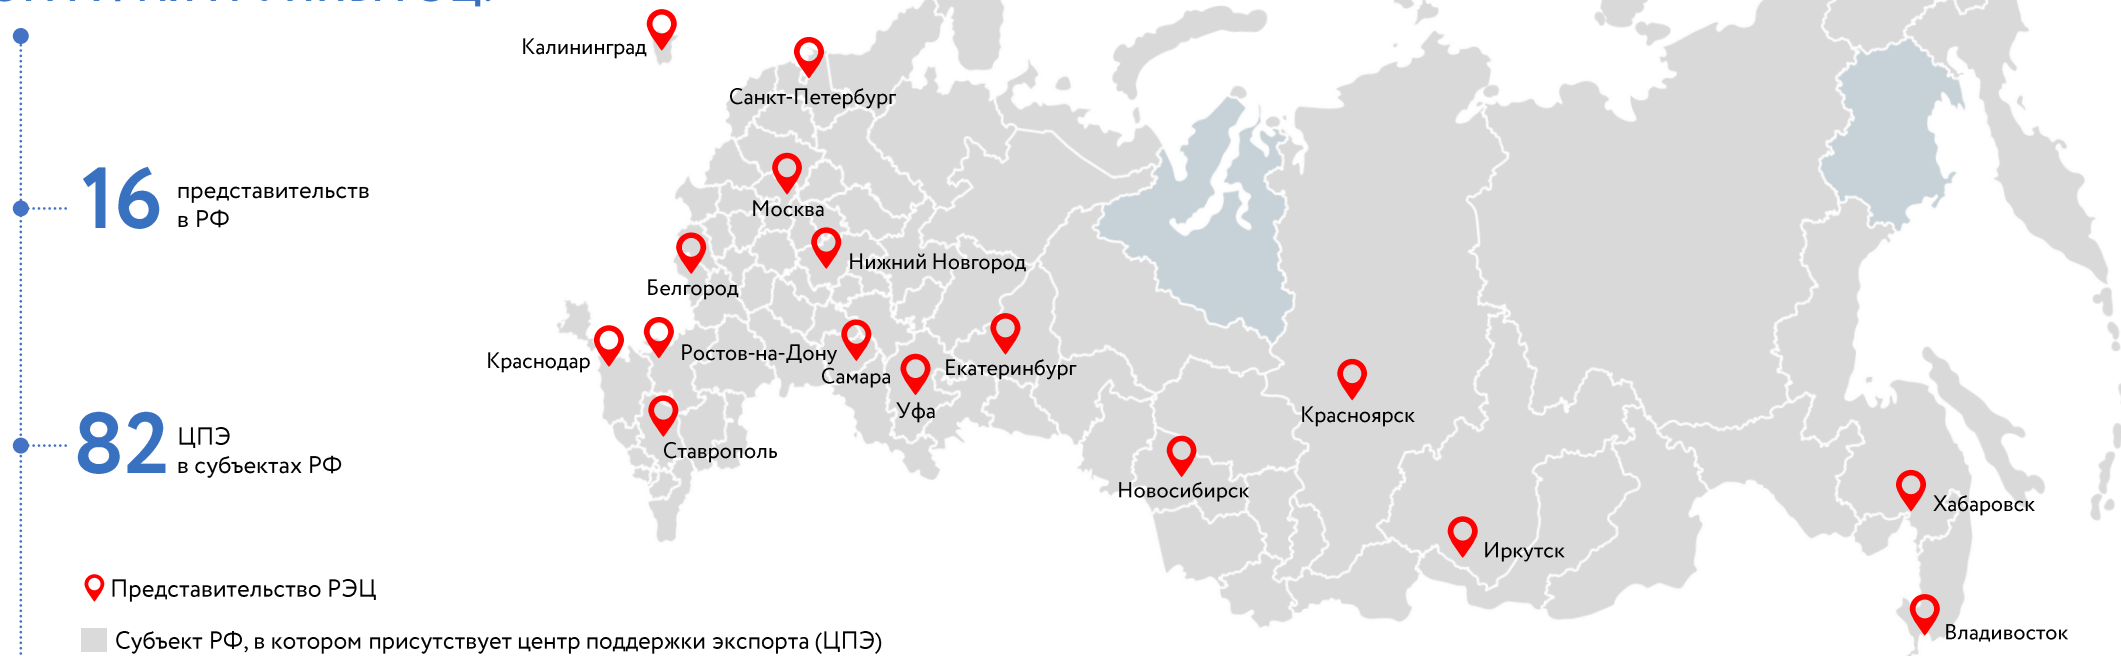 Калининград
Санкт-Петербург
16
представительств
в РФ
Москва
Нижний Новгород
Белгород
Краснодар
Ростов-на-Дону
Самара
Екатеринбург
Уфа
Красноярск
82
ЦПЭ
в субъектах РФ
Ставрополь
Новосибирск
Хабаровск
Иркутск
Представительство РЭЦ
Владивосток
Субъект РФ, в котором присутствует центр поддержки экспорта (ЦПЭ)